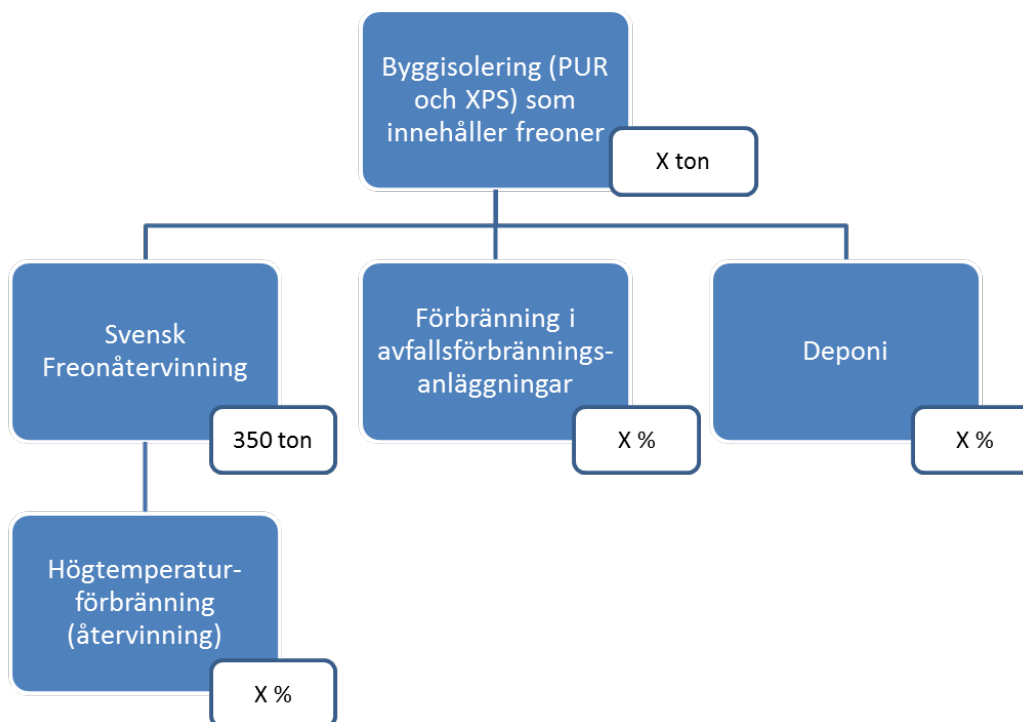 Byggisolering (PUR
och XPS) som
innehåller freoner
X ton
Svensk
Freonåtervinning
350 ton
Förbränning i
avfallsförbrännings-
anläggningar
X %
Deponi
X %
Högtemperatur-
förbränning
(återvinning)
X %